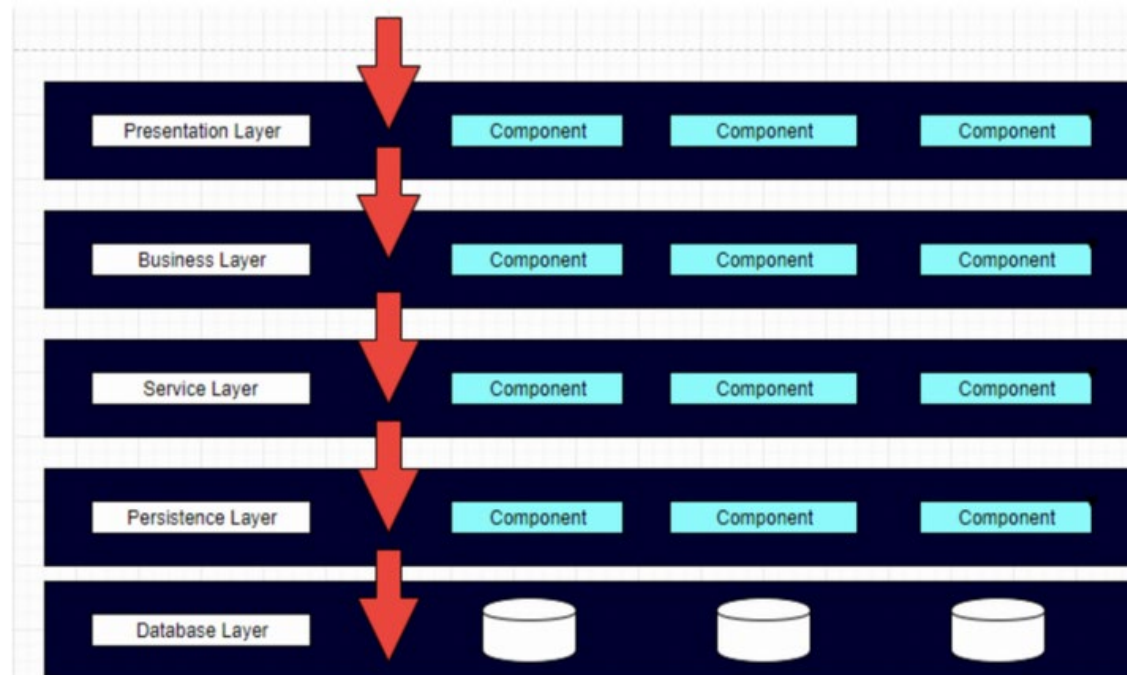 Presentation Layer Component Component Component
Business Layer Component Component Component
Service Layer Component Component Component
Persistence Layer Component Component Component
Database Layer